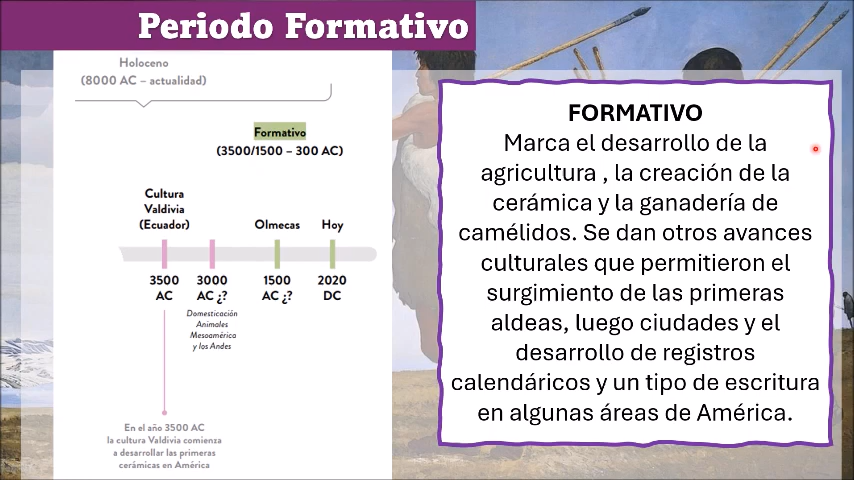 Periodo Formativo
Holoceno
(8000 AC – actualidad)
Formativo
(3500/1500 – 300 AC)
Cultura
Valdivia
(Ecuador)
Olmecas
Hoy
3500
AC
3000
AC ¿?
1500
AC ¿?
2020
DC
Domesticación
Animales
Mesoamérica
y los Andes
En el año 3500 AC
la cultura Valdivia comienza
a desarrollar las primeras
cerámicas en América
FORMATIVO
Marca el desarrollo de la
agricultura , la creación de la
cerámica y la ganadería de
camélidos. Se dan otros avances
culturales que permitieron el
surgimiento de las primeras
aldeas, luego ciudades y el
desarrollo de registros
calendáricos y un tipo de escritura
en algunas áreas de América.